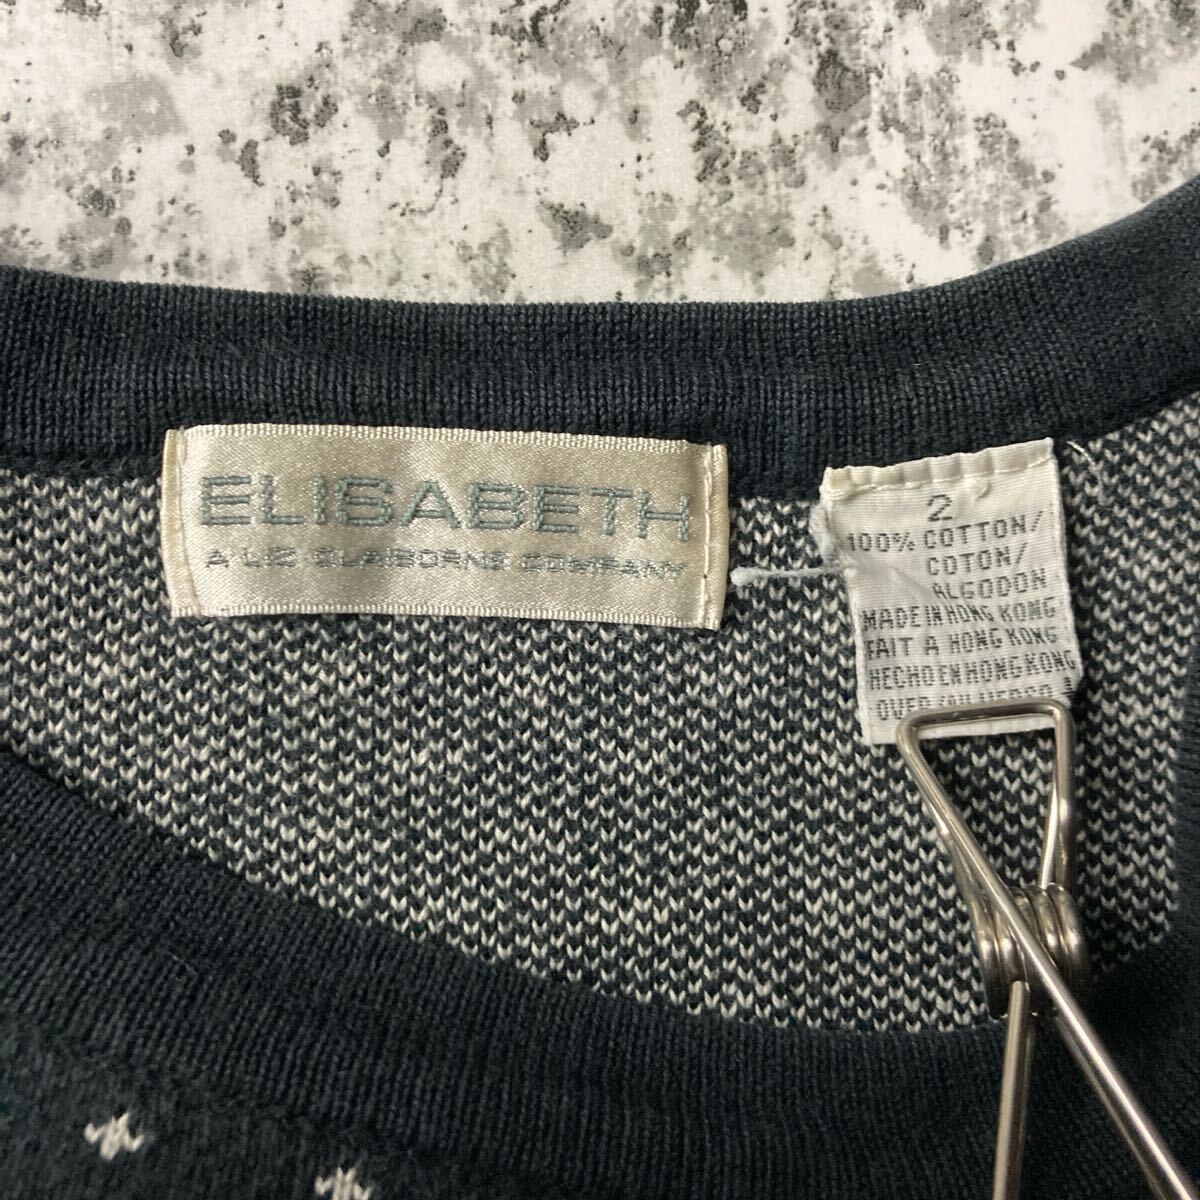 ELISABETH
A LIZ CLAIBORNE COMPANY
2
100% COTTON/
COTON/
ALGODON
MADE IN HONG KONG
FAIT A HONG KONG
HECHO EN HONG KONG
OVER